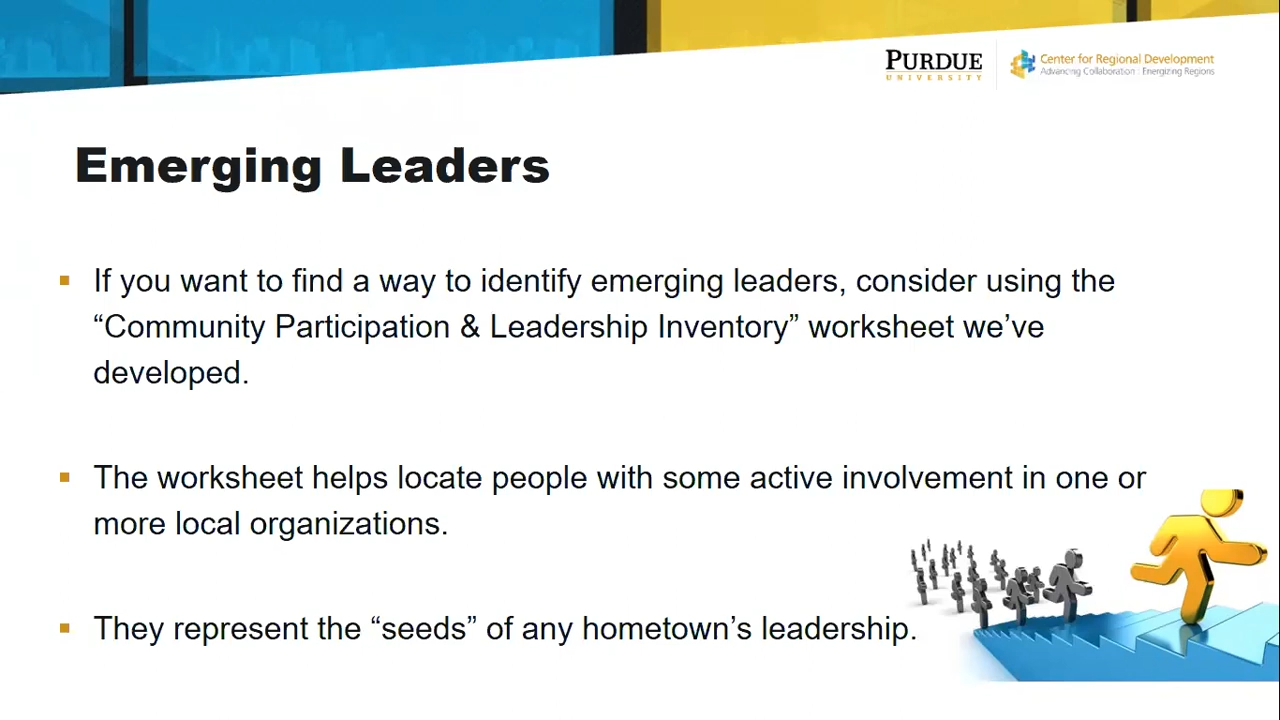 PURDUE
UNIVERSITY
Center for Regional Development
Advancing Collaboration | Energizing Regions
Emerging Leaders
▪ If you want to find a way to identify emerging leaders, consider using the
“Community Participation & Leadership Inventory” worksheet we’ve
developed.
▪ The worksheet helps locate people with some active involvement in one or
more local organizations.
▪ They represent the “seeds” of any hometown’s leadership.